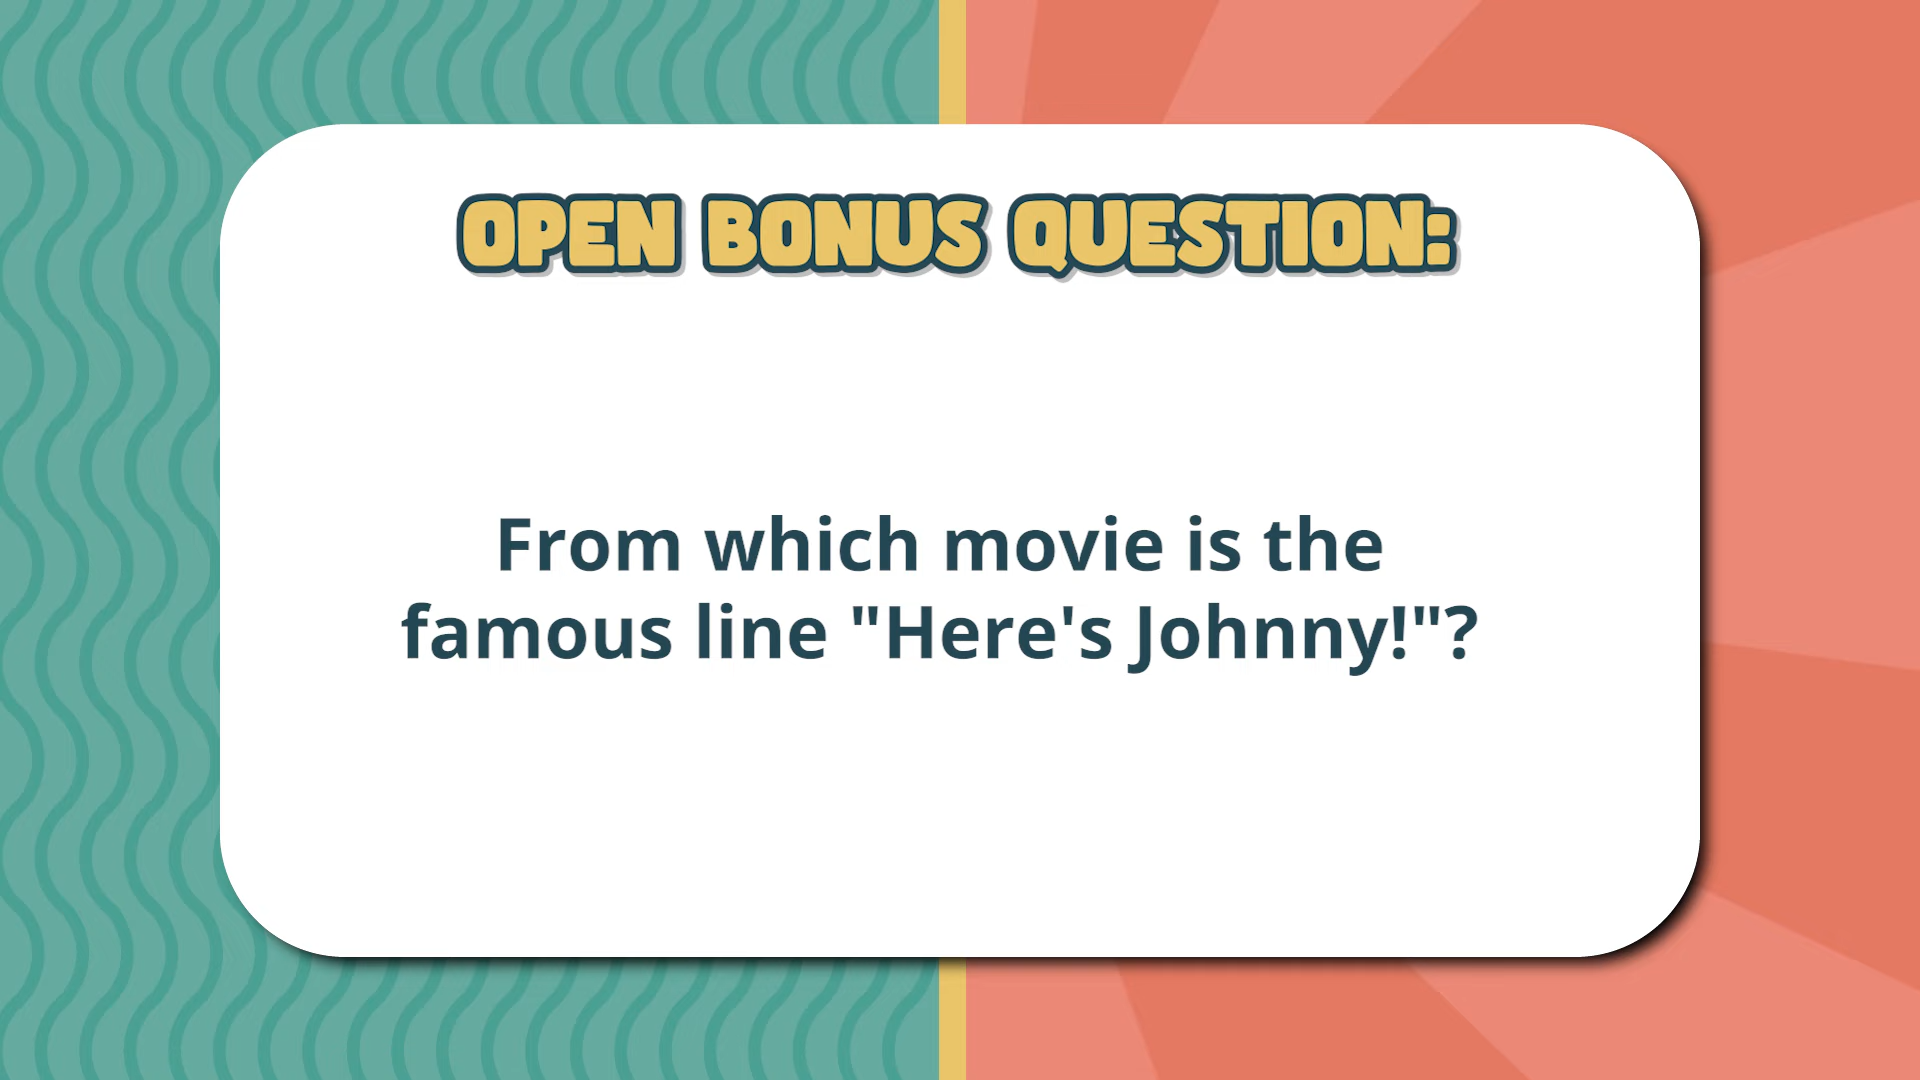 OPEN BONUS QUESTION:
From which movie is the
famous line "Here's Johnny!"?